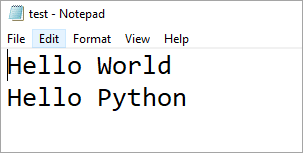 test - Notepad
File Edit Format View Help
Hello World
Hello Python